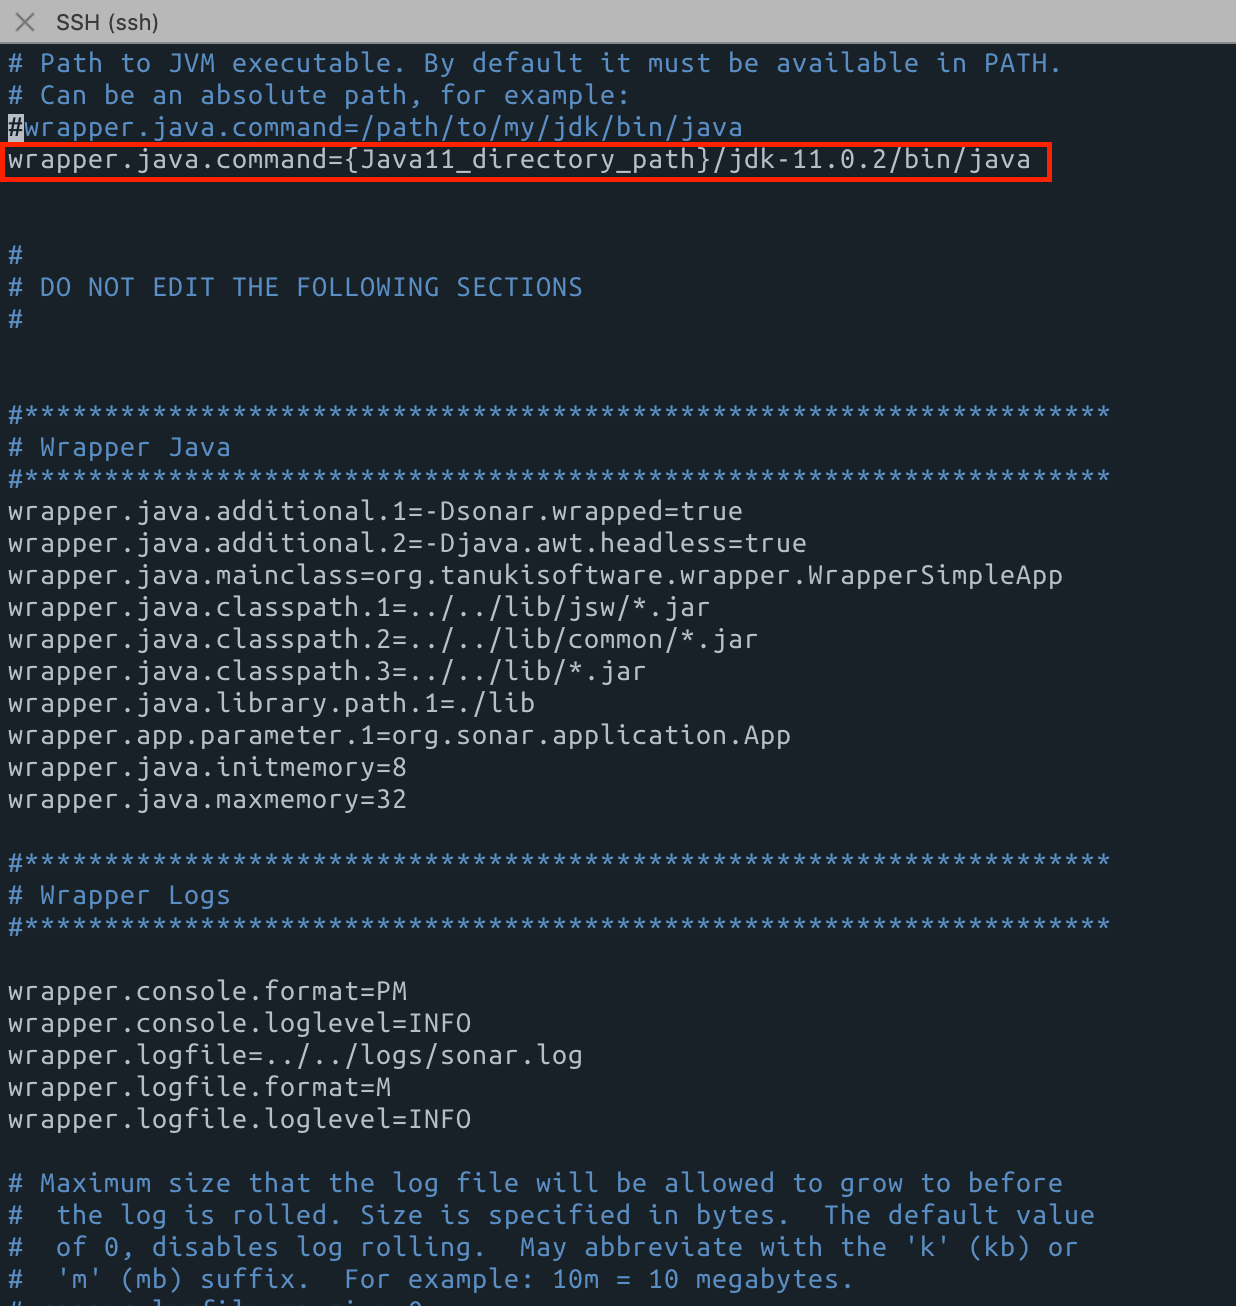 SSH (ssh)
# Path to JVM executable. By default it must be available in PATH.
# Can be an absolute path, for example:
#wrapper.java.command=/path/to/my/jdk/bin/java
wrapper.java.command={Java11_directory_path}/jdk-11.0.2/bin/java
#
# DO NOT EDIT THE FOLLOWING SECTIONS
#
#********************************************************************
# Wrapper Java
#********************************************************************
wrapper.java.additional.1=-Dsonar.wrapped=true
wrapper.java.additional.2=-Djava.awt.headless=true
wrapper.java.mainclass=org.tanukisoftware.wrapper.WrapperSimpleApp
wrapper.java.classpath.1=../../lib/jsw/*.jar
wrapper.java.classpath.2=../../lib/common/*.jar
wrapper.java.classpath.3=../../lib/*.jar
wrapper.java.library.path.1=./lib
wrapper.app.parameter.1=org.sonar.application.App
wrapper.java.initmemory=8
wrapper.java.maxmemory=32
#********************************************************************
# Wrapper Logs
#********************************************************************
wrapper.console.format=PM
wrapper.console.loglevel=INFO
wrapper.logfile=../../logs/sonar.log
wrapper.logfile.format=M
wrapper.logfile.loglevel=INFO
# Maximum size that the log file will be allowed to grow to before
#  the log is rolled. Size is specified in bytes.  The default value
#  of 0, disables log rolling.  May abbreviate with the 'k' (kb) or
#  'm' (mb) suffix.  For example: 10m = 10 megabytes.